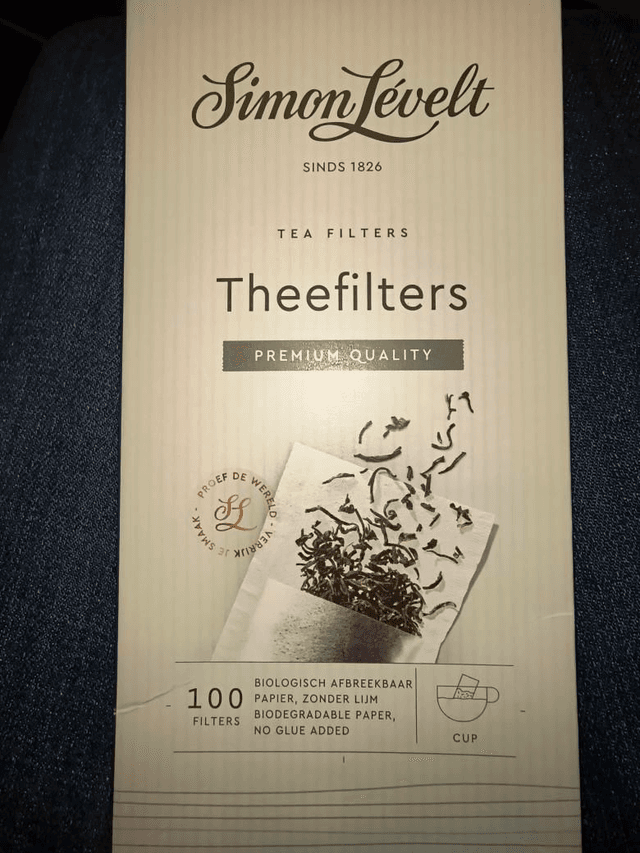 Simon Lévelt
SINDS 1826
TEA FILTERS
Theefilters
PREMIUM QUALITY
PROEF DE WERELD - VERRIJK JE SMAAK -
SL
100
FILTERS
BIOLOGISCH AFBREEKBAAR
PAPIER, ZONDER LIJM
BIODEGRADABLE PAPER,
NO GLUE ADDED
CUP